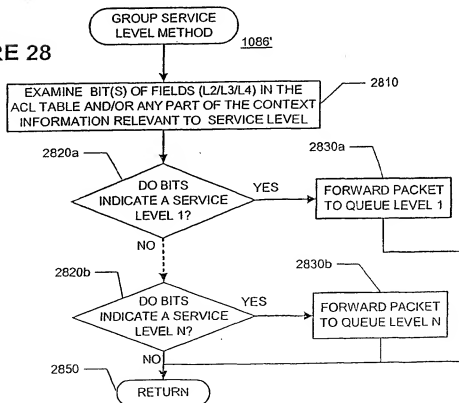 GROUP SERVICE
LEVEL METHOD
1086'
RE 28
EXAMINE BIT(S) OF FIELDS (L2/L3/L4) IN THE
ACL TABLE AND/OR ANY PART OF THE CONTEXT
INFORMATION RELEVANT TO SERVICE LEVEL
2810
2820a
DO BITS
INDICATE A SERVICE
LEVEL 1?
YES
NO
2830a
FORWARD PACKET
TO QUEUE LEVEL 1
2820b
DO BITS
INDICATE A SERVICE
LEVEL N?
YES
NO
2830b
FORWARD PACKET
TO QUEUE LEVEL N
2850
RETURN